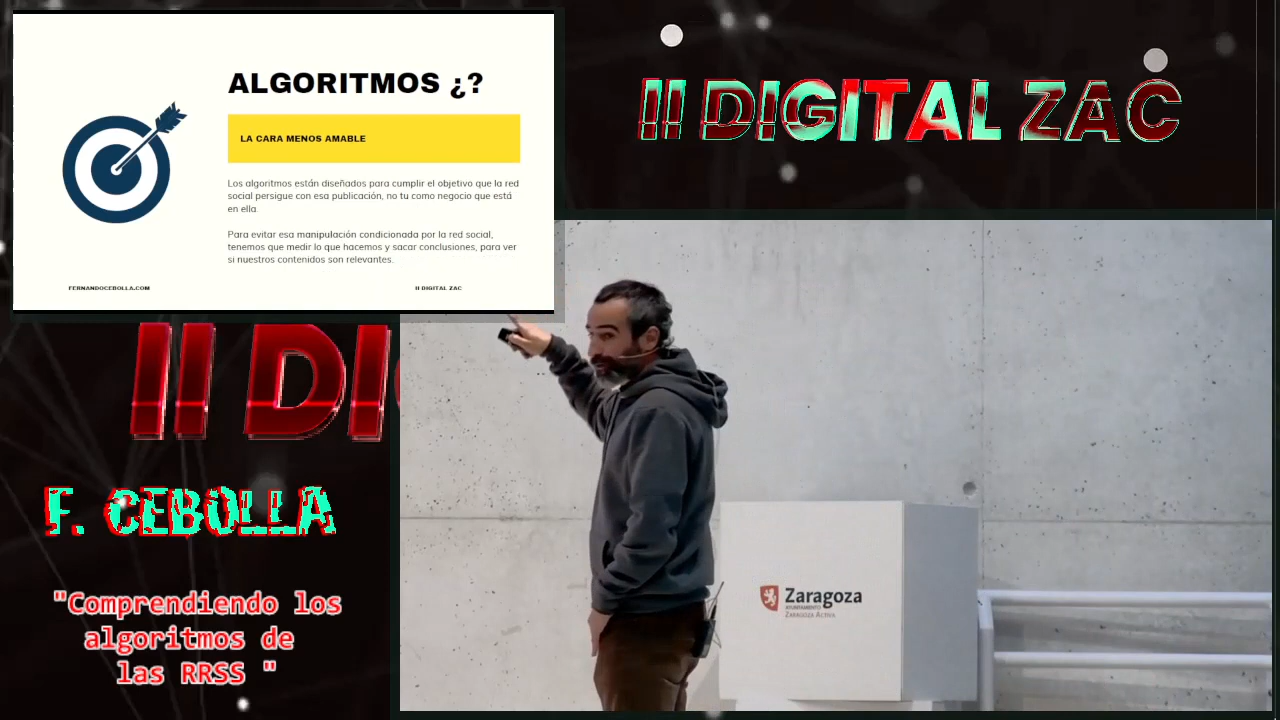 ALGORITMOS ¿?
LA CARA MENOS AMABLE
Los algoritmos están diseñados para cumplir el objetivo que la red
social persigue con esa publicación, no tu como negocio que está
en ella.
Para evitar esa manipulación condicionada por la red social,
tenemos que medir lo que hacemos y sacar conclusiones, para ver
si nuestros contenidos son relevantes.
FERNANDOCEBOLLA.COM
II DIGITAL ZAC
II DIGITAL ZAC
II DI
F. CEBOLLA
"Comprendiendo los
algoritmos de
las RRSS "
Zaragoza
AYUNTAMIENTO
ZARAGOZA ACTIVA